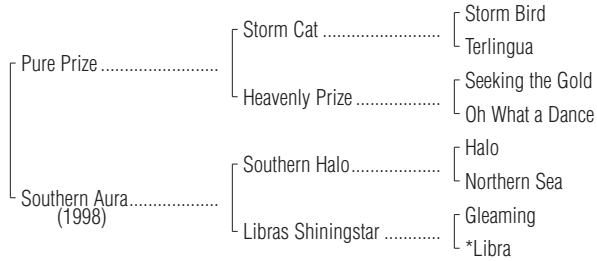 Storm Bird
Storm Cat ..........................
Terlingua
Pure Prize ..........................
Seeking the Gold
Heavenly Prize ...................
Oh What a Dance
Halo
Southern Halo....................
Northern Sea
Southern Aura....................
(1998)
Gleaming
Libras Shiningstar ............
*Libra